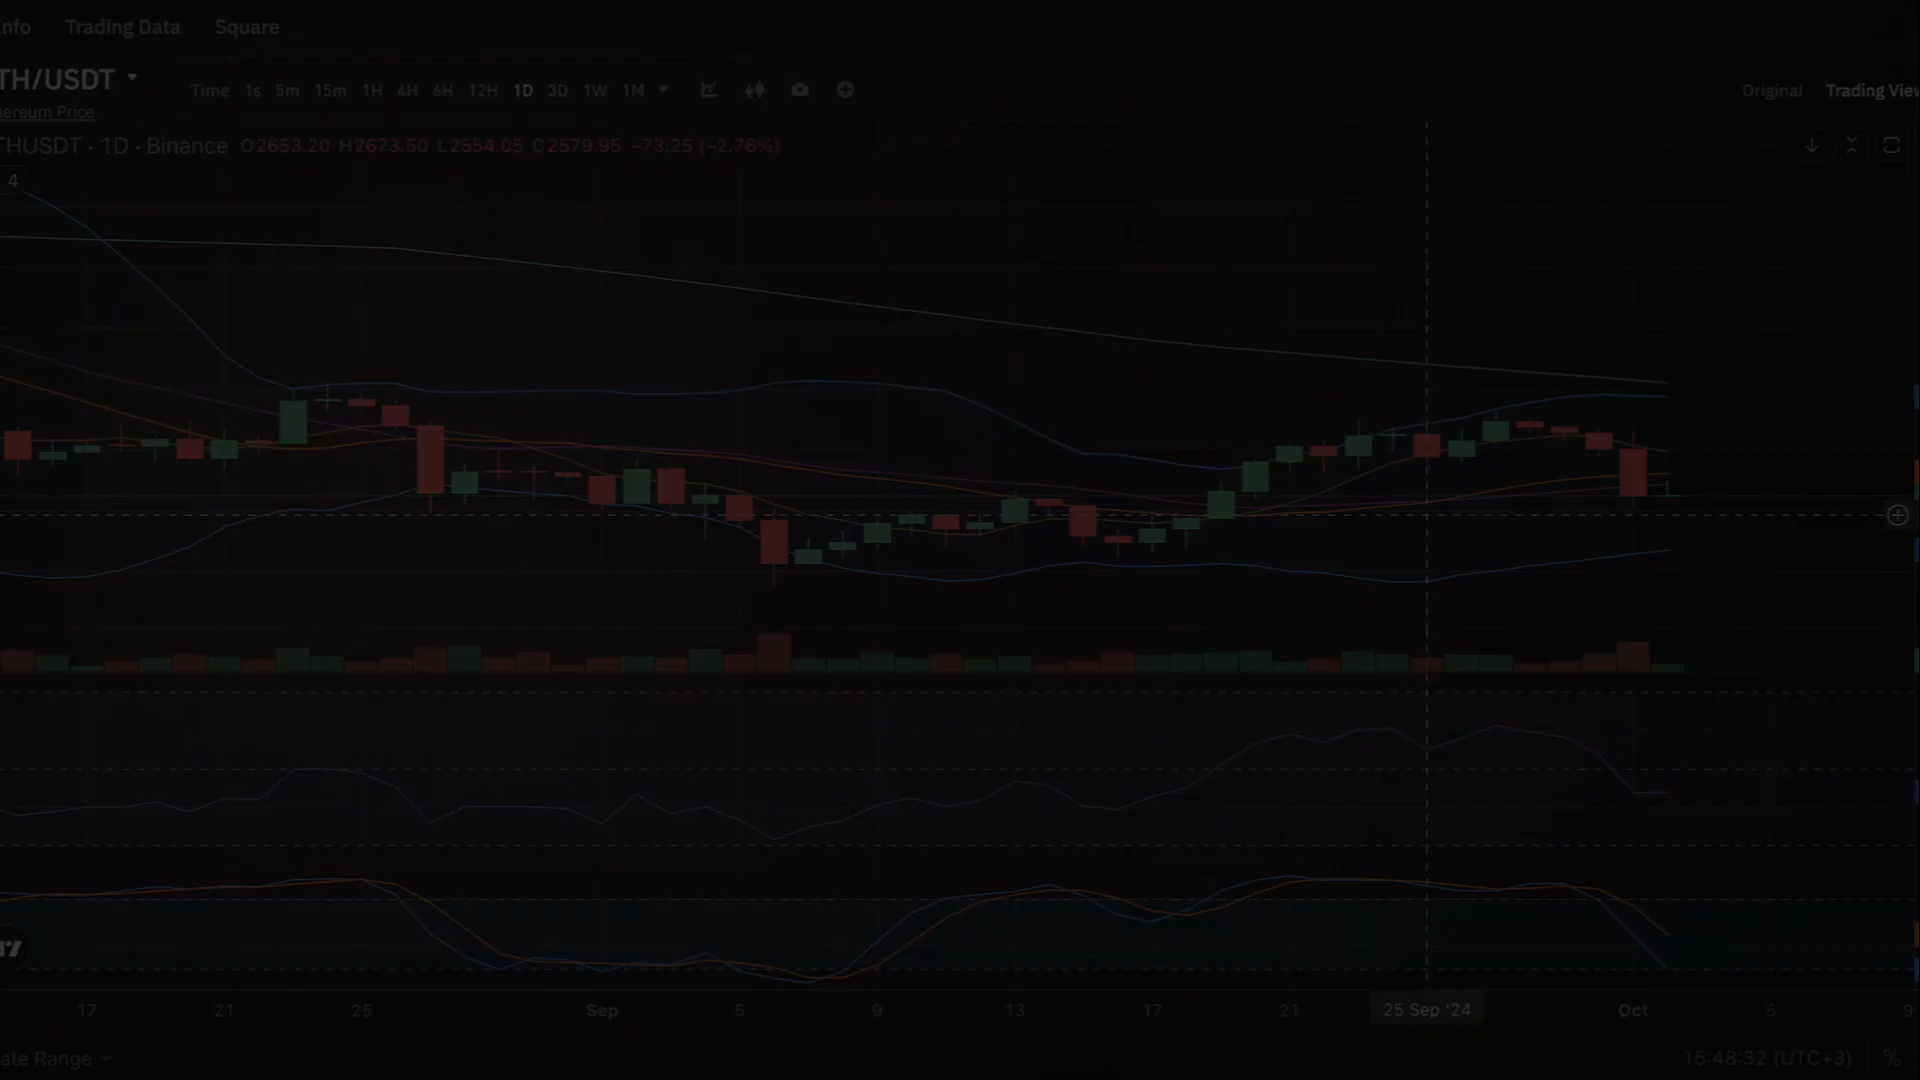 nfo Trading Data Square
TH/USDT
Time 1s 5m 15m 1H 4H 6H 12H 1D 3D 1W 1M
Original Trading View
ereum Price
THUSDT · 1D · Binance O2653.20 H2673.50 L2554.05 C2579.95 −73.25 (−2.76%)
4
17 21 25 Sep 5 9 13 17 21 25 Sep '24 Oct 5 9
ate Range
15:48:32 (UTC+3) %